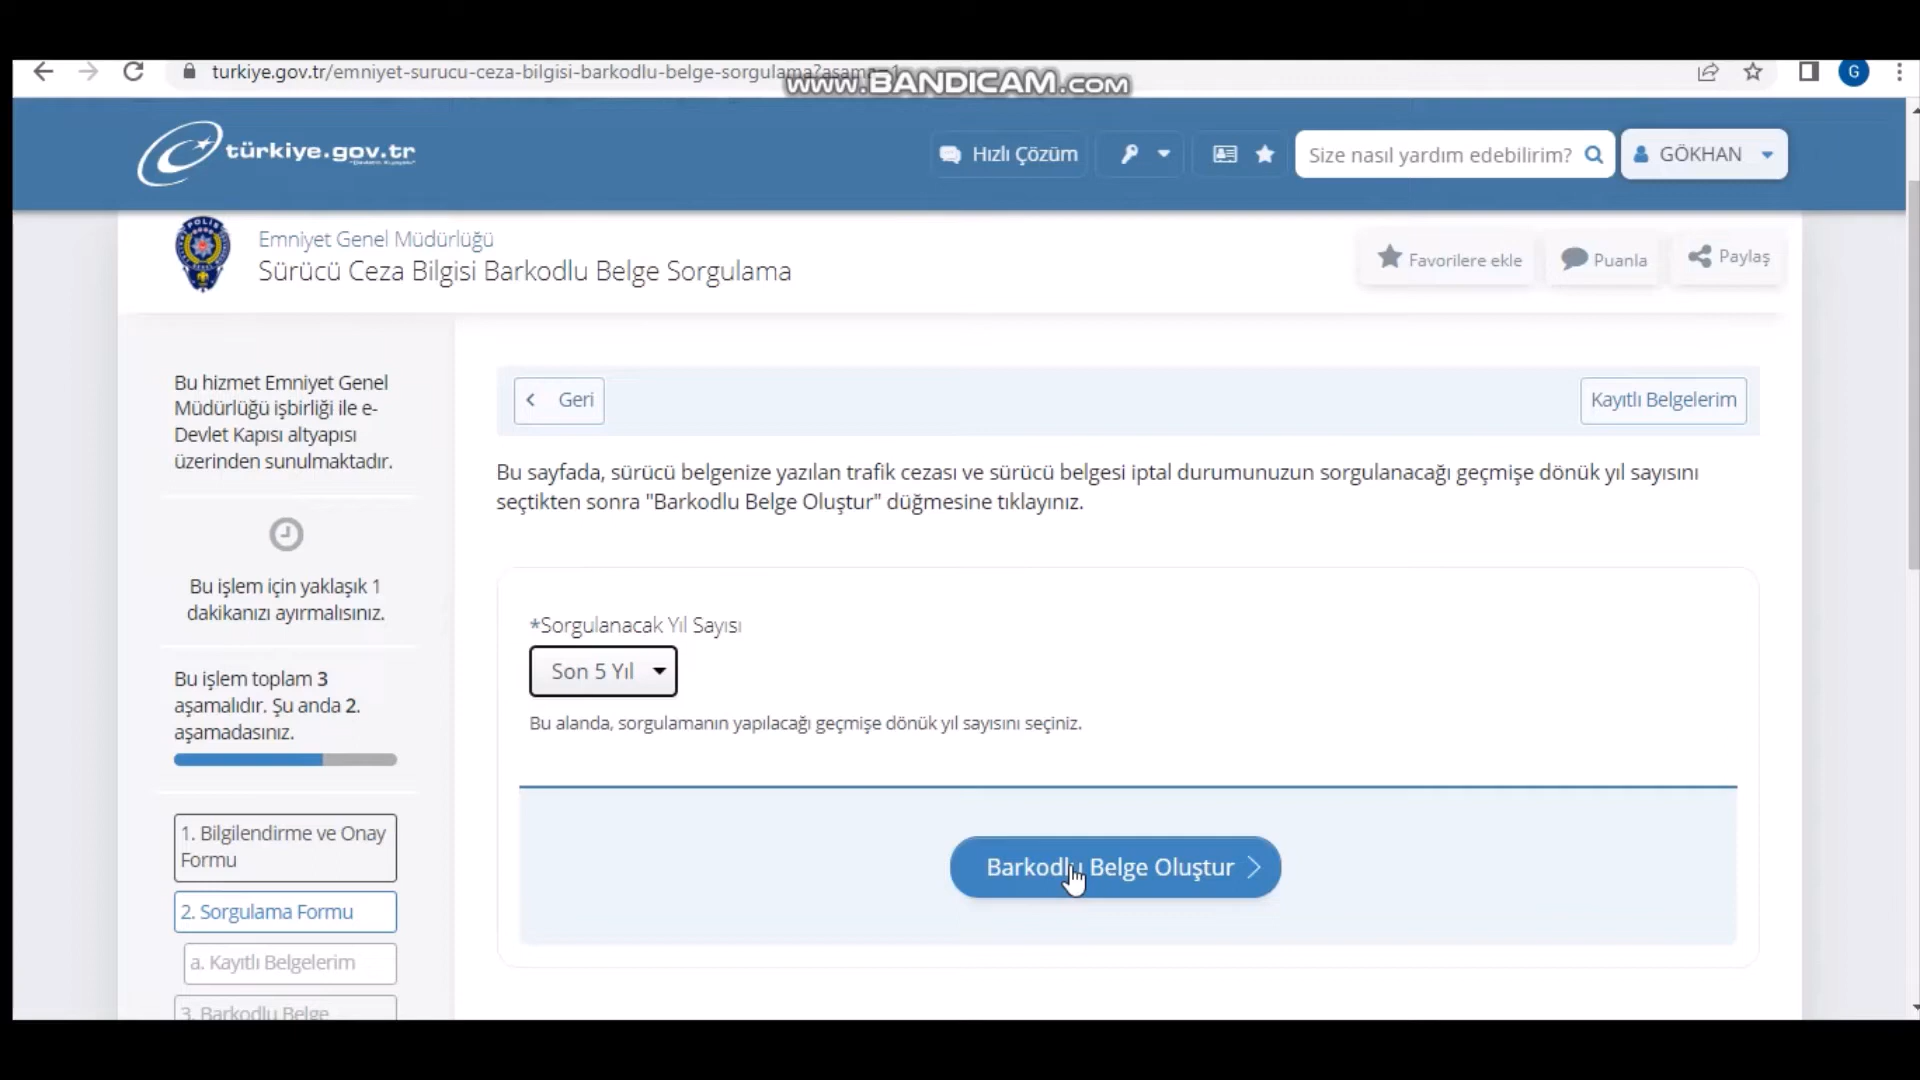 turkiye.gov.tr/emniyet-surucu-ceza-bilgisi-barkodlu-belge-sorgulama?asama=1
www.BANDICAM.com
G
türkiye.gov.tr
Hızlı Çözüm
Size nasıl yardım edebilirim?
GÖKHAN
POLİS
Emniyet Genel Müdürlüğü
Sürücü Ceza Bilgisi Barkodlu Belge Sorgulama
Favorilere ekle
Puanla
Paylaş
Bu hizmet Emniyet Genel
Müdürlüğü işbirliği ile e-
Devlet Kapısı altyapısı
üzerinden sunulmaktadır.
Bu işlem için yaklaşık 1
dakikanızı ayırmalısınız.
Bu işlem toplam 3
aşamalıdır. Şu anda 2.
aşamadasınız.
1. Bilgilendirme ve Onay
Formu
2. Sorgulama Formu
a. Kayıtlı Belgelerim
3. Barkodlu Belge
Geri
Kayıtlı Belgelerim
Bu sayfada, sürücü belgenize yazılan trafik cezası ve sürücü belgesi iptal durumunuzun sorgulanacağı geçmişe dönük yıl sayısını
seçtikten sonra "Barkodlu Belge Oluştur" düğmesine tıklayınız.
*Sorgulanacak Yıl Sayısı
Son 5 Yıl
Bu alanda, sorgulamanın yapılacağı geçmişe dönük yıl sayısını seçiniz.
Barkodlu Belge Oluştur